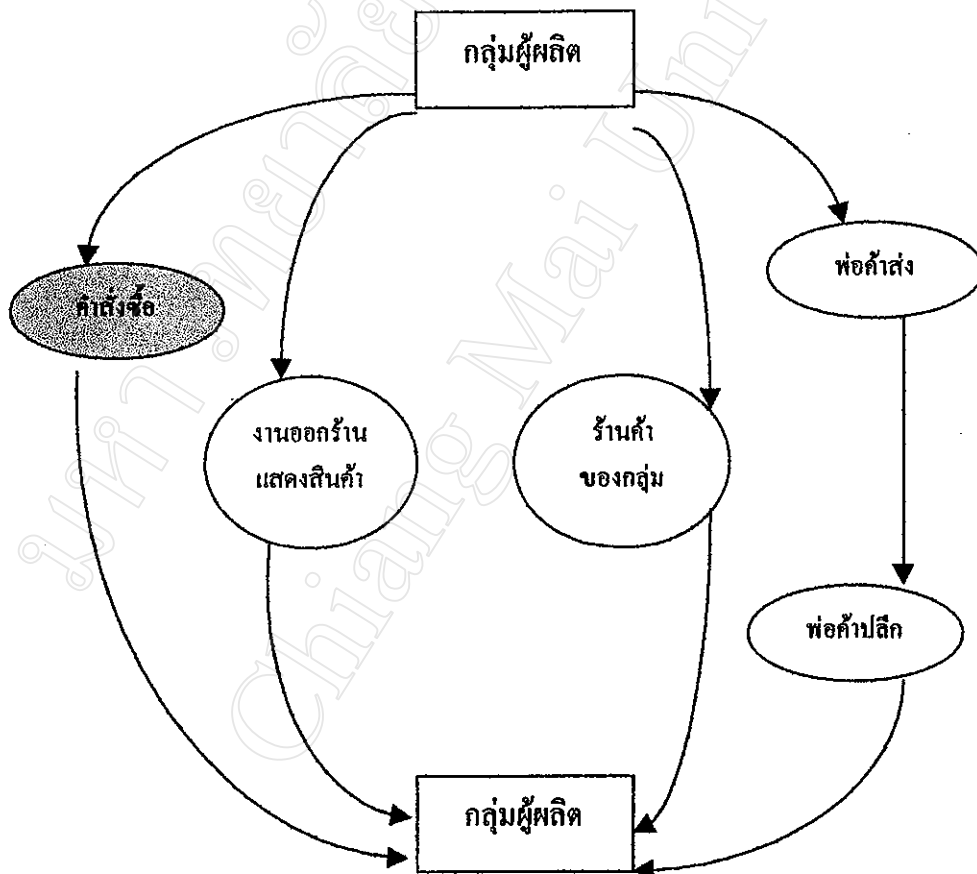 กลุ่มผู้ผลิต
พ่อค้าส่ง
คำสั่งซื้อ
งานออกร้าน
แสดงสินค้า
ร้านค้า
ของกลุ่ม
พ่อค้าปลีก
กลุ่มผู้ผลิต
Chiang Mai Uni